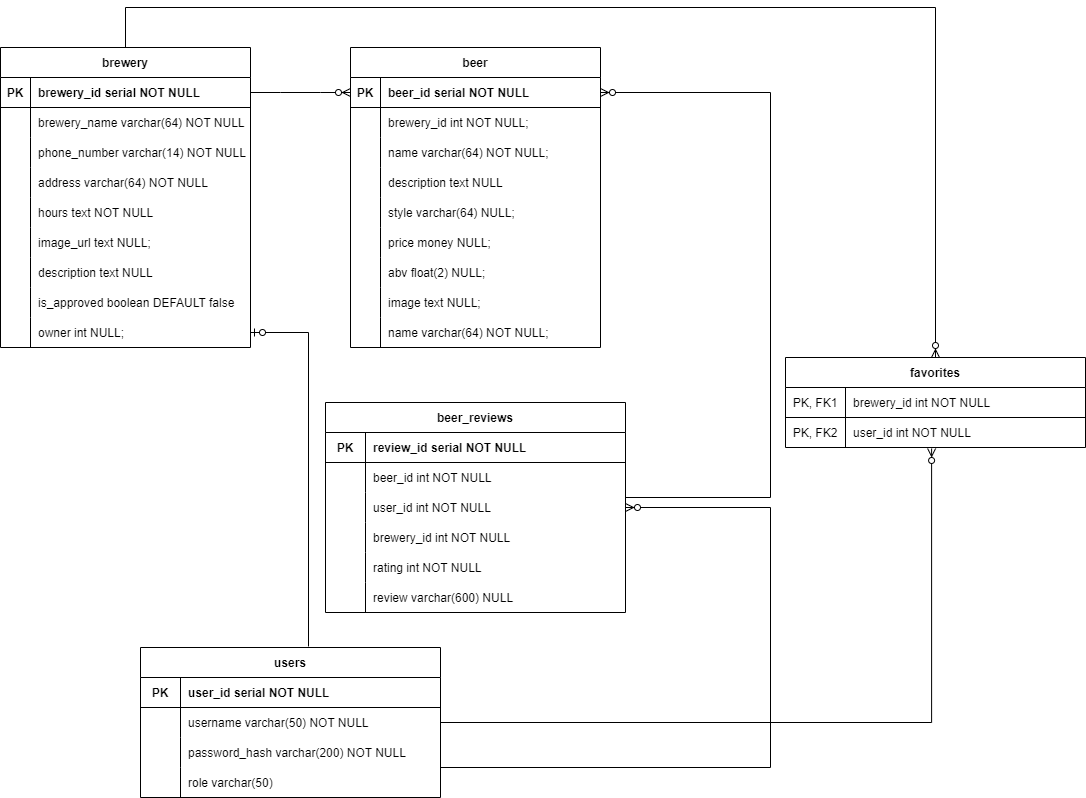 brewery
PK brewery_id serial NOT NULL
brewery_name varchar(64) NOT NULL
phone_number varchar(14) NOT NULL
address varchar(64) NOT NULL
hours text NOT NULL
image_url text NULL;
description text NULL
is_approved boolean DEFAULT false
owner int NULL;
beer
PK beer_id serial NOT NULL
brewery_id int NOT NULL;
name varchar(64) NOT NULL;
description text NULL
style varchar(64) NULL;
price money NULL;
abv float(2) NULL;
image text NULL;
name varchar(64) NOT NULL;
favorites
PK, FK1 brewery_id int NOT NULL
PK, FK2 user_id int NOT NULL
beer_reviews
PK review_id serial NOT NULL
beer_id int NOT NULL
user_id int NOT NULL
brewery_id int NOT NULL
rating int NOT NULL
review varchar(600) NULL
users
PK user_id serial NOT NULL
username varchar(50) NOT NULL
password_hash varchar(200) NOT NULL
role varchar(50)